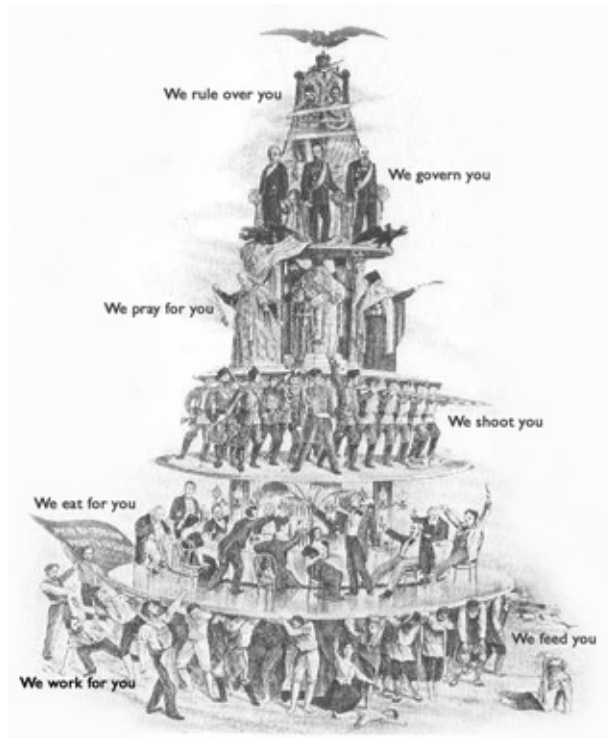 We rule over you
We govern you
We pray for you
We shoot you
We eat for you
We feed you
We work for you